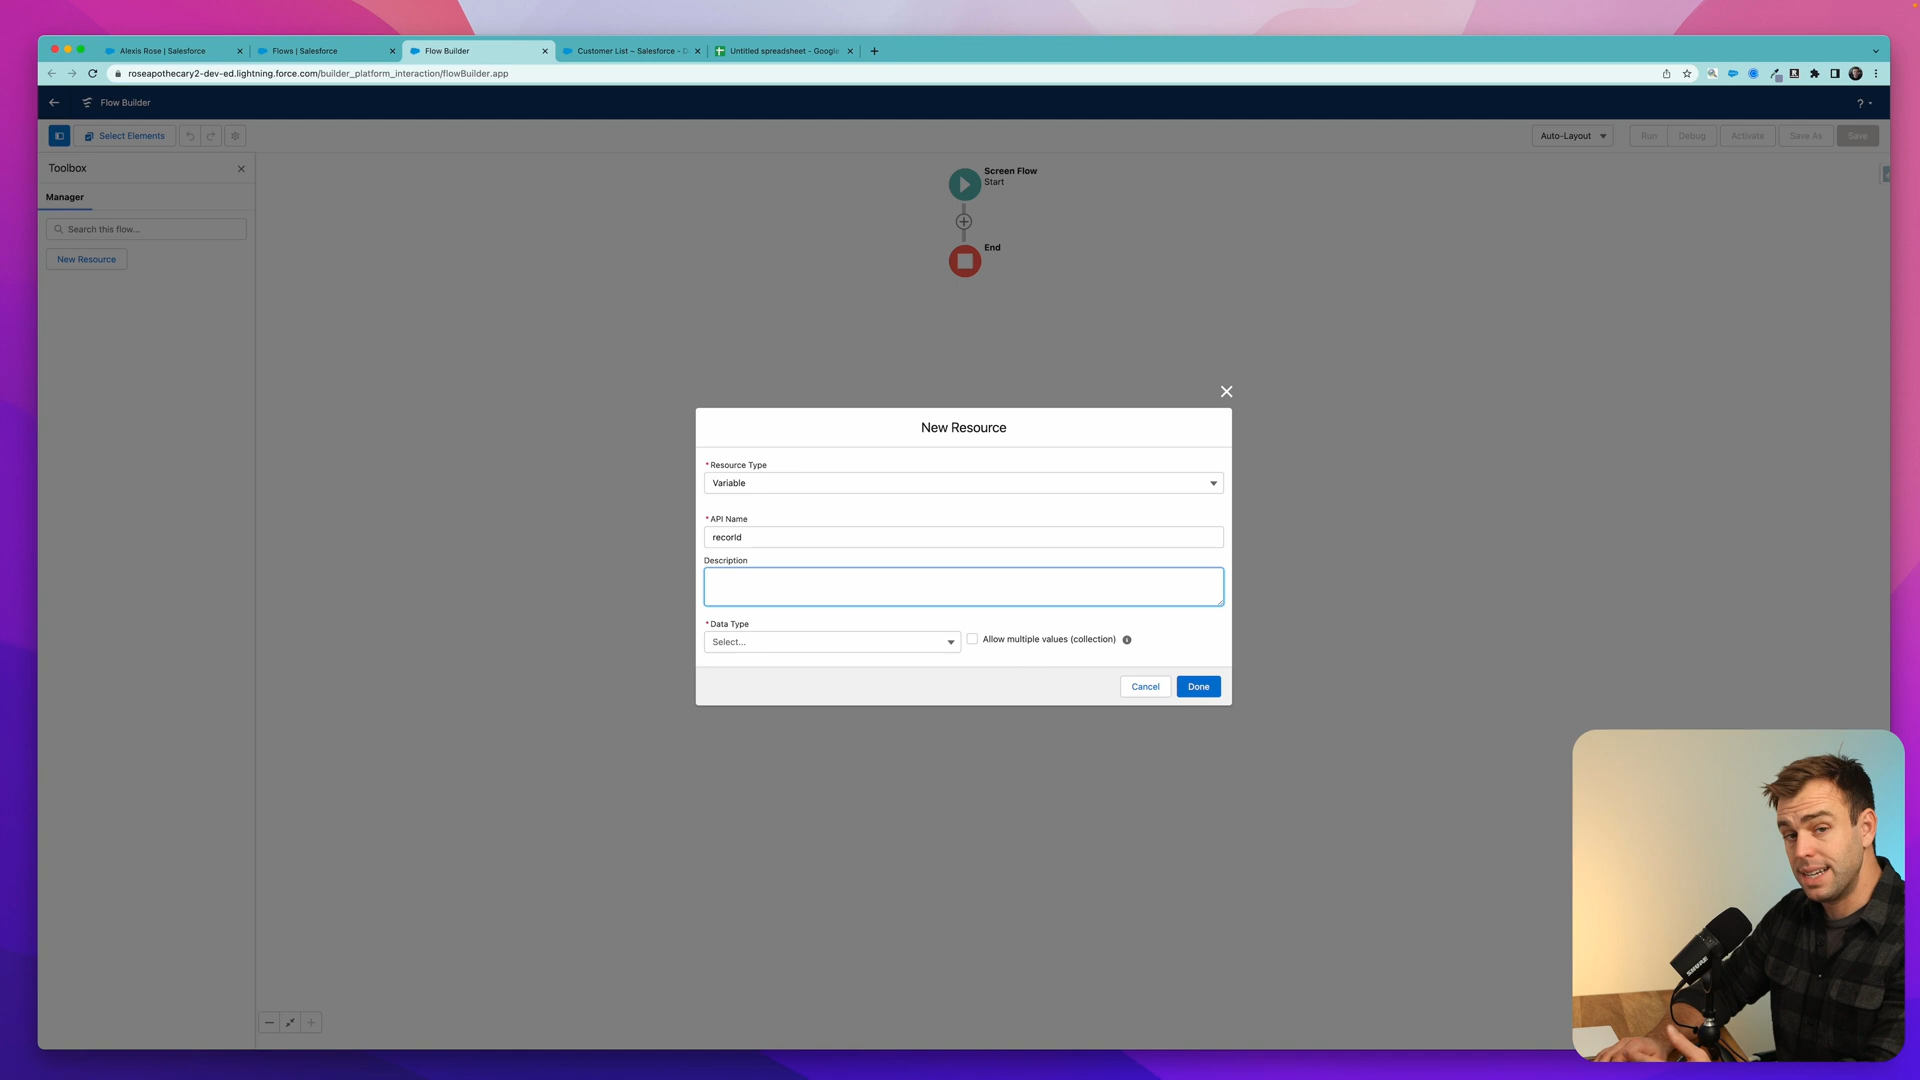 Alexis Rose | Salesforce
Flows | Salesforce
Flow Builder
Customer List ~ Salesforce - D
Untitled spreadsheet - Google
roseapothecary2-dev-ed.lightning.force.com/builder_platform_interaction/flowBuilder.app
Flow Builder
?
Select Elements
Auto-Layout
Run
Debug
Activate
Save As
Save
Toolbox
Manager
Search this flow...
New Resource
Screen Flow
Start
End
New Resource
*Resource Type
Variable
*API Name
recorId
Description
*Data Type
Select...
Allow multiple values (collection)
Cancel
Done
SHURE